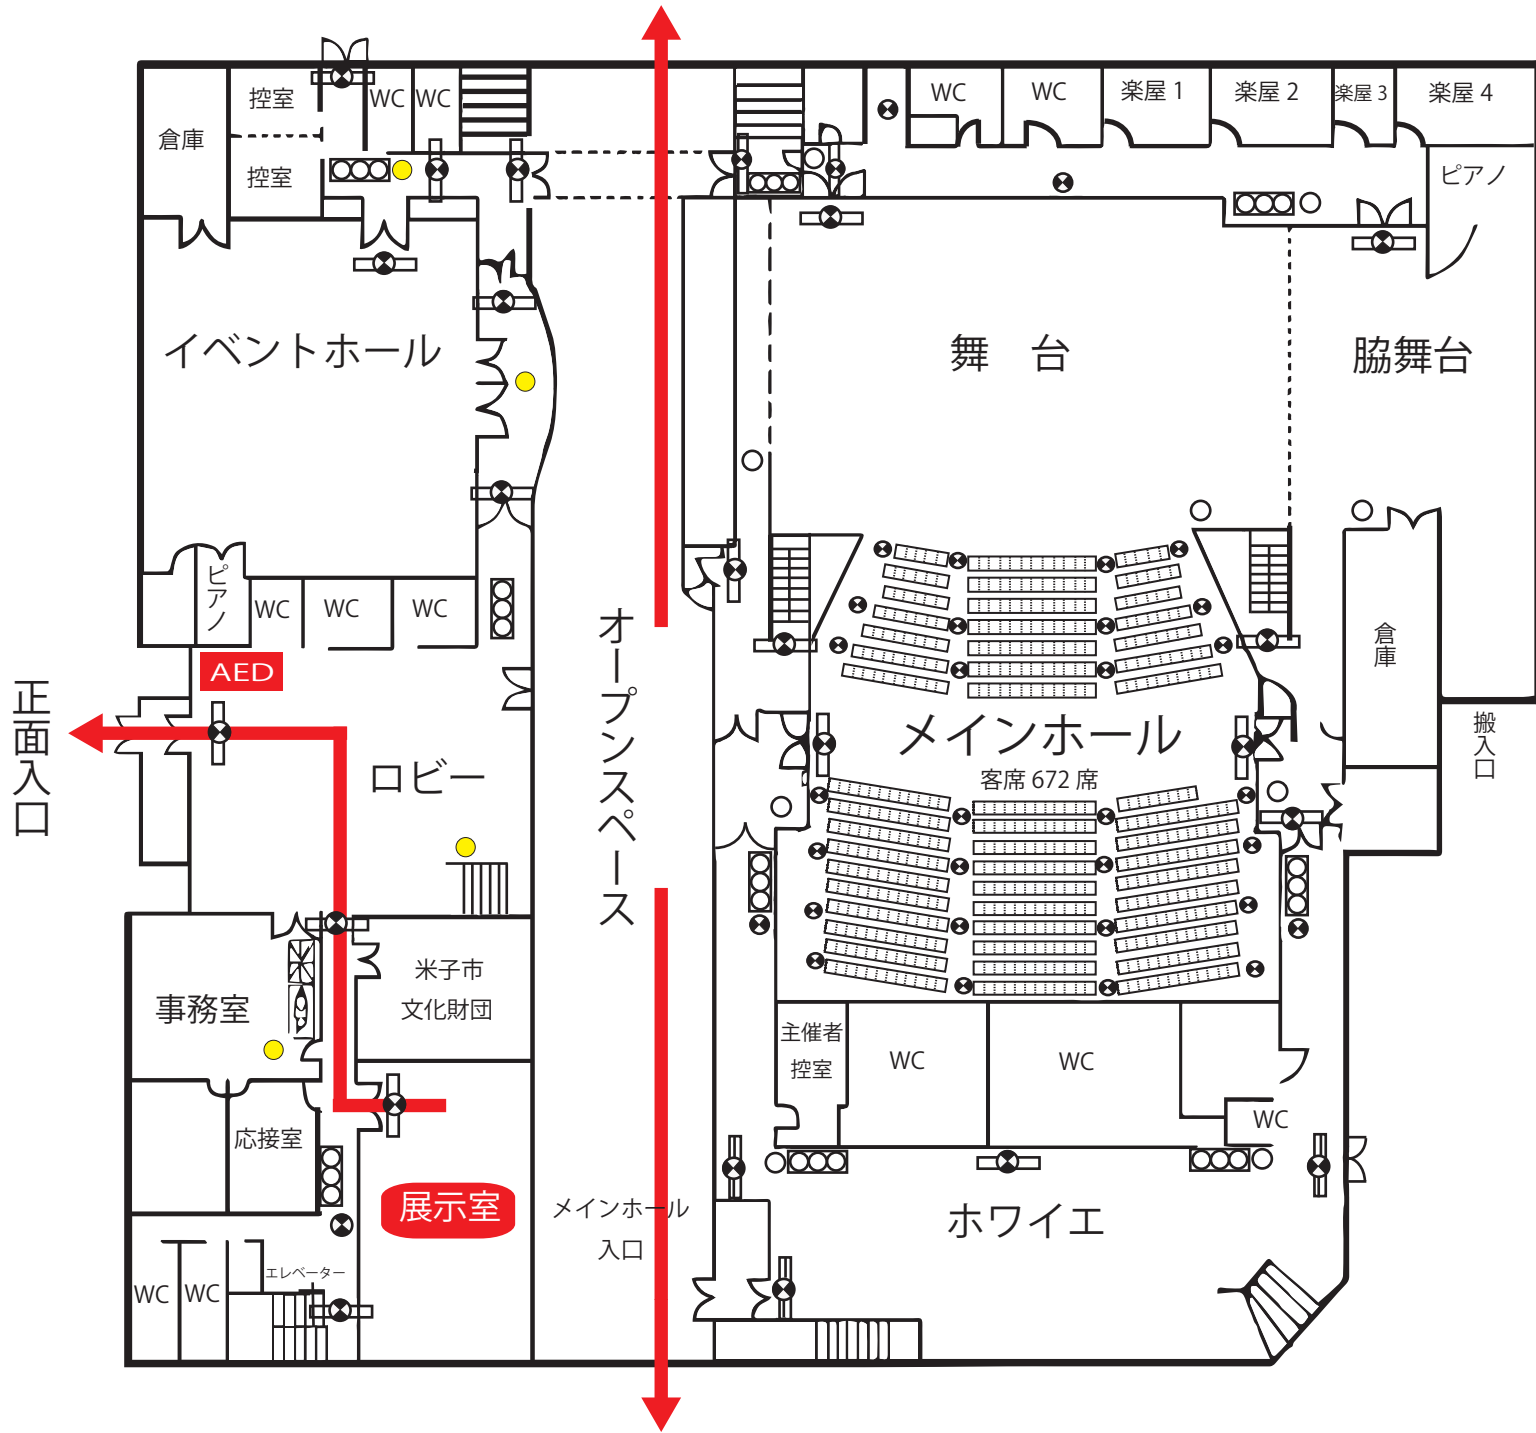 控室
WC
WC
倉庫
控室
WC
WC
楽屋 1
楽屋 2
楽屋 3
楽屋 4
ピアノ
イベントホール
舞 台
脇舞台
ピアノ
WC
WC
WC
AED
正面入口
ロビー
オープンスペース
メインホール
客席 672 席
倉庫
搬入口
事務室
米子市
文化財団
応接室
展示室
WC
WC
エレベーター
メインホール
入口
主催者
控室
WC
WC
WC
ホワイエ